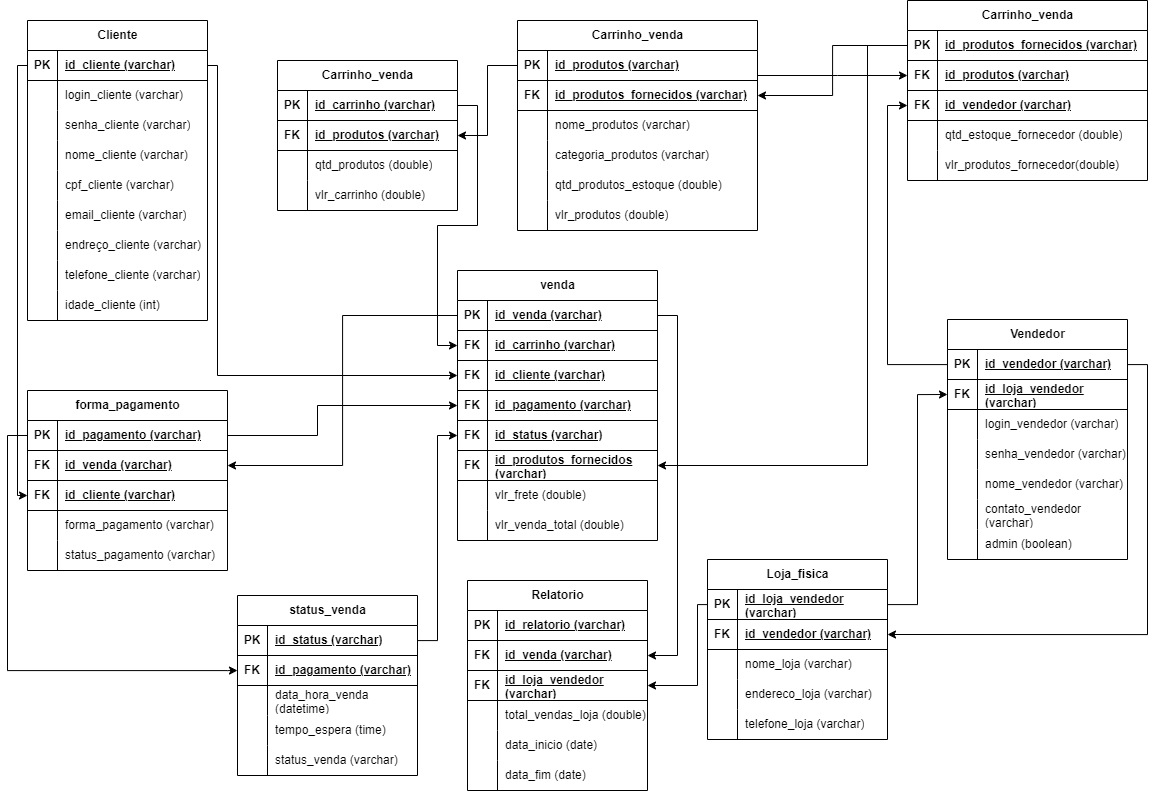 Cliente
PK id_cliente (varchar)
login_cliente (varchar)
senha_cliente (varchar)
nome_cliente (varchar)
cpf_cliente (varchar)
email_cliente (varchar)
endreço_cliente (varchar)
telefone_cliente (varchar)
idade_cliente (int)
Carrinho_venda
PK id_carrinho (varchar)
FK id_produtos (varchar)
qtd_produtos (double)
vlr_carrinho (double)
Carrinho_venda
PK id_produtos (varchar)
FK id_produtos_fornecidos (varchar)
nome_produtos (varchar)
categoria_produtos (varchar)
qtd_produtos_estoque (double)
vlr_produtos (double)
Carrinho_venda
PK id_produtos_fornecidos (varchar)
FK id_produtos (varchar)
FK id_vendedor (varchar)
qtd_estoque_fornecedor (double)
vlr_produtos_fornecedor(double)
venda
PK id_venda (varchar)
FK id_carrinho (varchar)
FK id_cliente (varchar)
FK id_pagamento (varchar)
FK id_status (varchar)
FK id_produtos_fornecidos
(varchar)
vlr_frete (double)
vlr_venda_total (double)
Vendedor
PK id_vendedor (varchar)
FK id_loja_vendedor
(varchar)
login_vendedor (varchar)
senha_vendedor (varchar)
nome_vendedor (varchar)
contato_vendedor
(varchar)
admin (boolean)
forma_pagamento
PK id_pagamento (varchar)
FK id_venda (varchar)
FK id_cliente (varchar)
forma_pagamento (varchar)
status_pagamento (varchar)
status_venda
PK id_status (varchar)
FK id_pagamento (varchar)
data_hora_venda
(datetime)
tempo_espera (time)
status_venda (varchar)
Relatorio
PK id_relatorio (varchar)
FK id_venda (varchar)
FK id_loja_vendedor
(varchar)
total_vendas_loja (double)
data_inicio (date)
data_fim (date)
Loja_fisica
PK id_loja_vendedor
(varchar)
FK id_vendedor (varchar)
nome_loja (varchar)
endereco_loja (varchar)
telefone_loja (varchar)